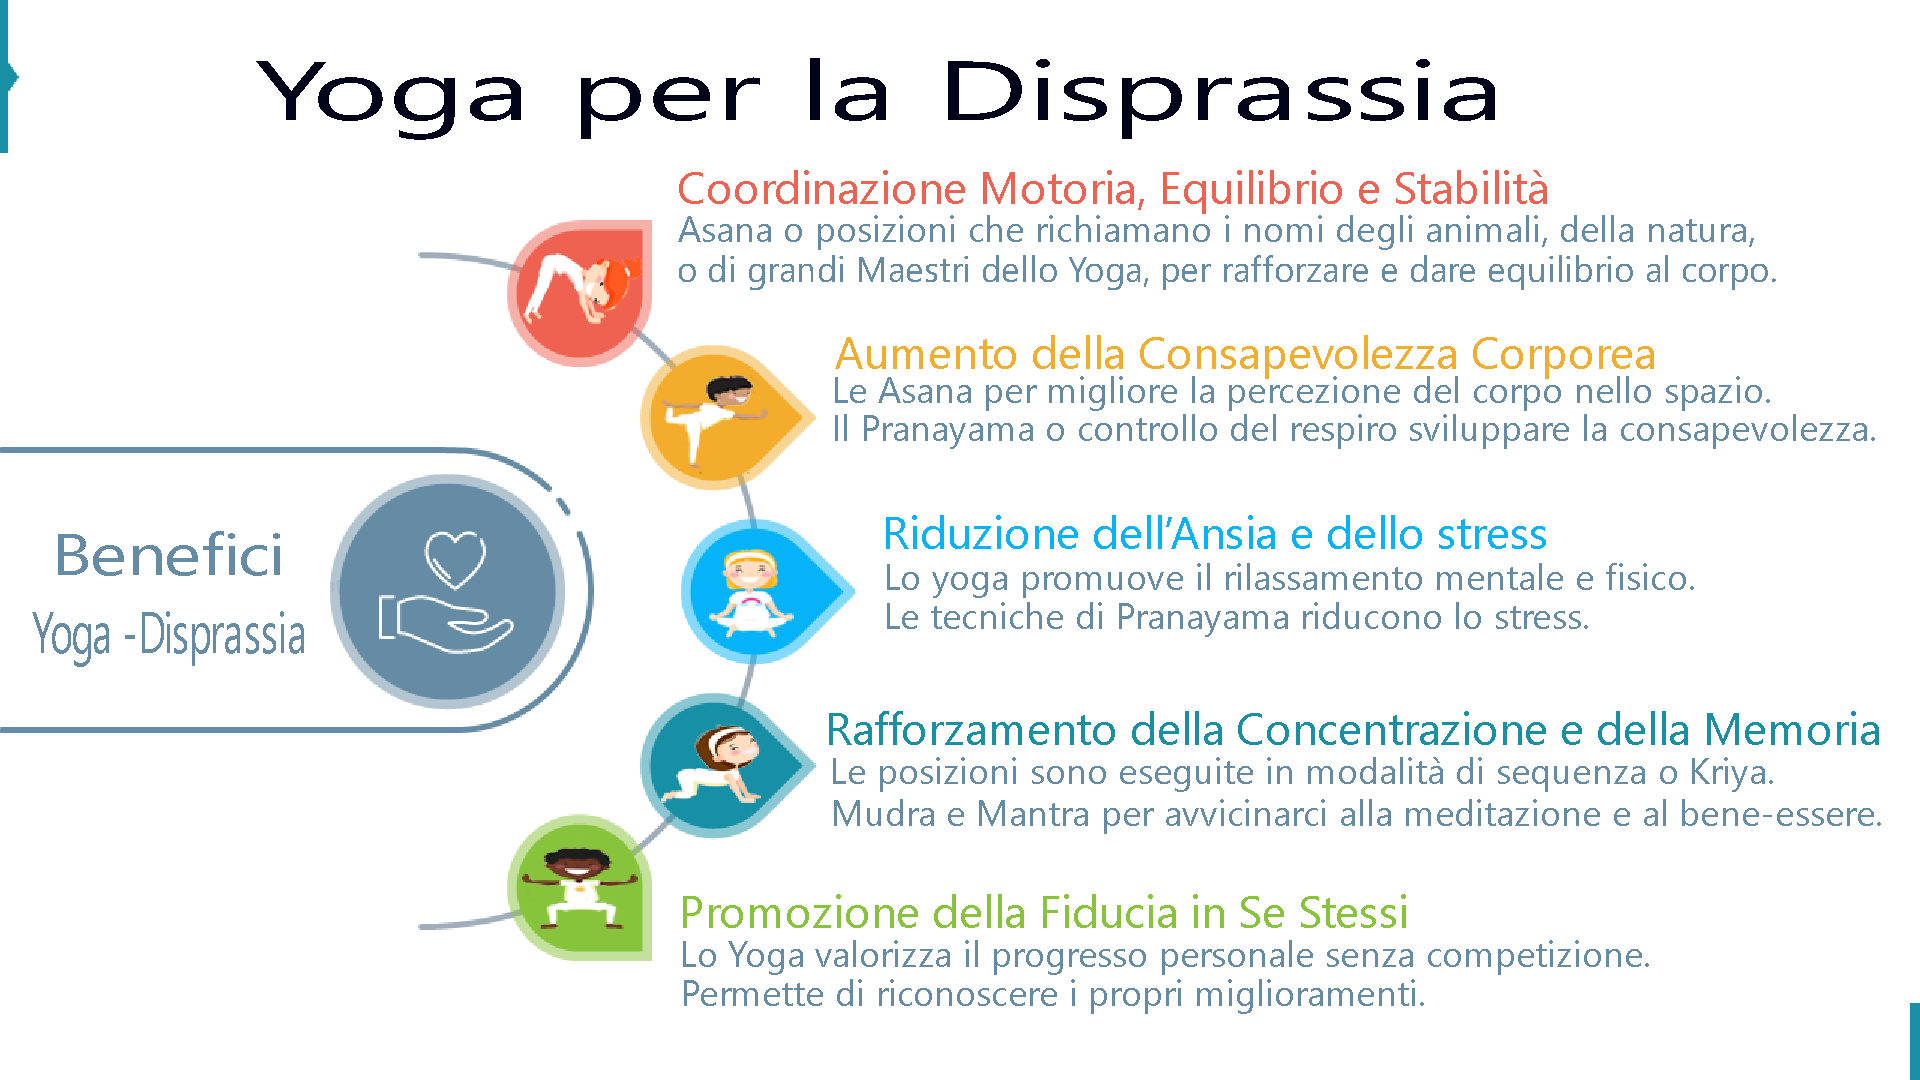 Yoga per la Disprassia
Coordinazione Motoria, Equilibrio e Stabilità
Asana o posizioni che richiamano i nomi degli animali, della natura,
o di grandi Maestri dello Yoga, per rafforzare e dare equilibrio al corpo.
Aumento della Consapevolezza Corporea
Le Asana per migliore la percezione del corpo nello spazio.
Il Pranayama o controllo del respiro sviluppare la consapevolezza.
Benefici
Yoga -Disprassia
Riduzione dell’Ansia e dello stress
Lo yoga promuove il rilassamento mentale e fisico.
Le tecniche di Pranayama riducono lo stress.
Rafforzamento della Concentrazione e della Memoria
Le posizioni sono eseguite in modalità di sequenza o Kriya.
Mudra e Mantra per avvicinarci alla meditazione e al bene-essere.
Promozione della Fiducia in Se Stessi
Lo Yoga valorizza il progresso personale senza competizione.
Permette di riconoscere i propri miglioramenti.